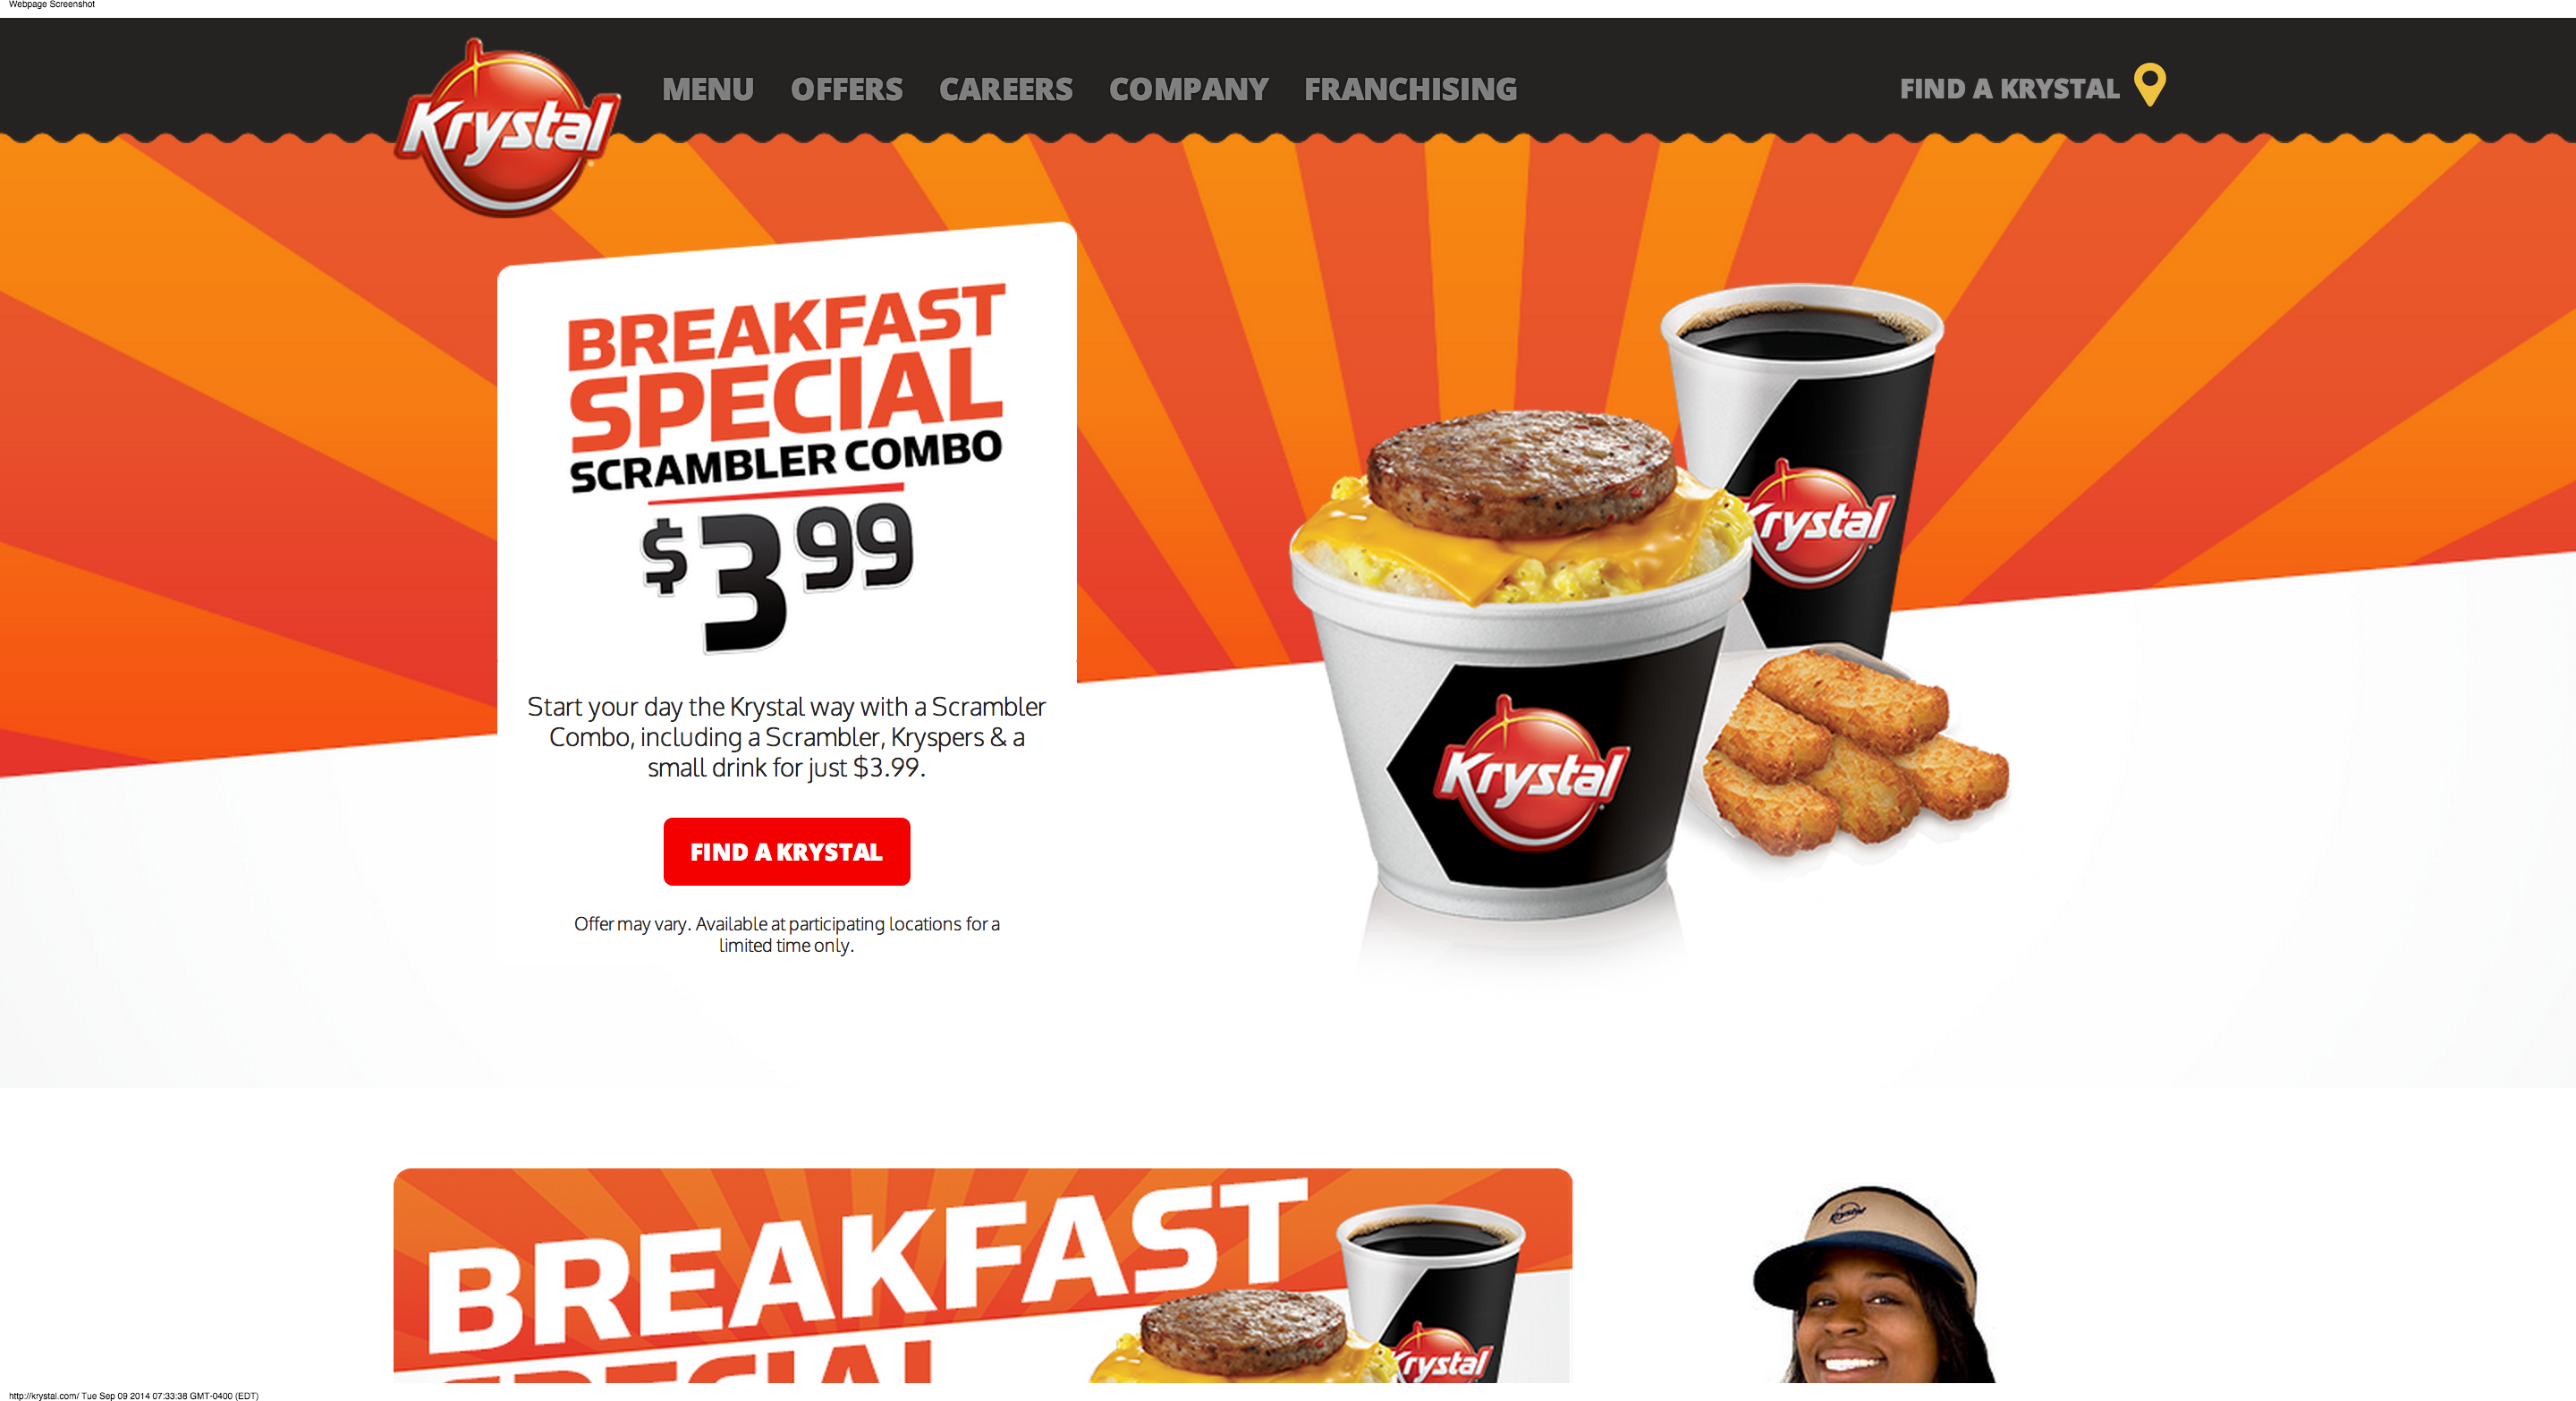 Webpage Screenshot
Krystal
MENU OFFERS CAREERS COMPANY FRANCHISING
FIND A KRYSTAL
BREAKFAST
SPECIAL
SCRAMBLER COMBO
$3.99
Start your day the Krystal way with a Scrambler
Combo, including a Scrambler, Kryspers & a
small drink for just $3.99.
FIND A KRYSTAL
Offer may vary. Available at participating locations for a
limited time only.
Krystal
Krystal
BREAKFAST
SPECIAL
Krystal
Krystal
http://krystal.com/ Tue Sep 09 2014 07:33:38 GMT-0400 (EDT)